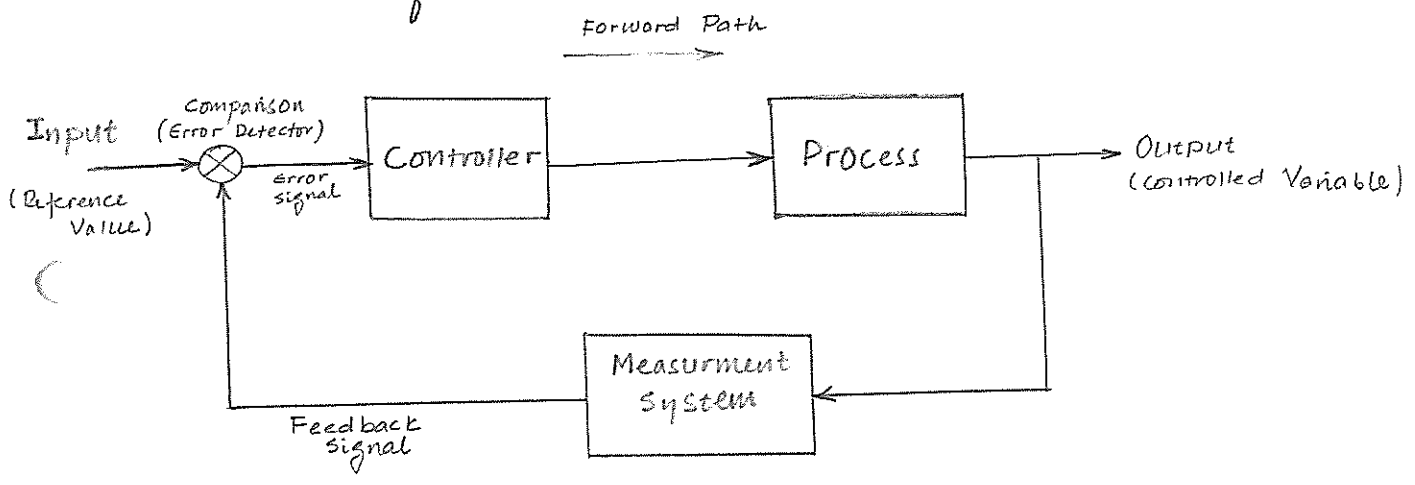 Forward Path
Comparison
(Error Detector)
Input
(Reference
Value)
Error
signal
Controller
Process
Output
(Controlled Variable)
Measurment
System
Feedback
Signal